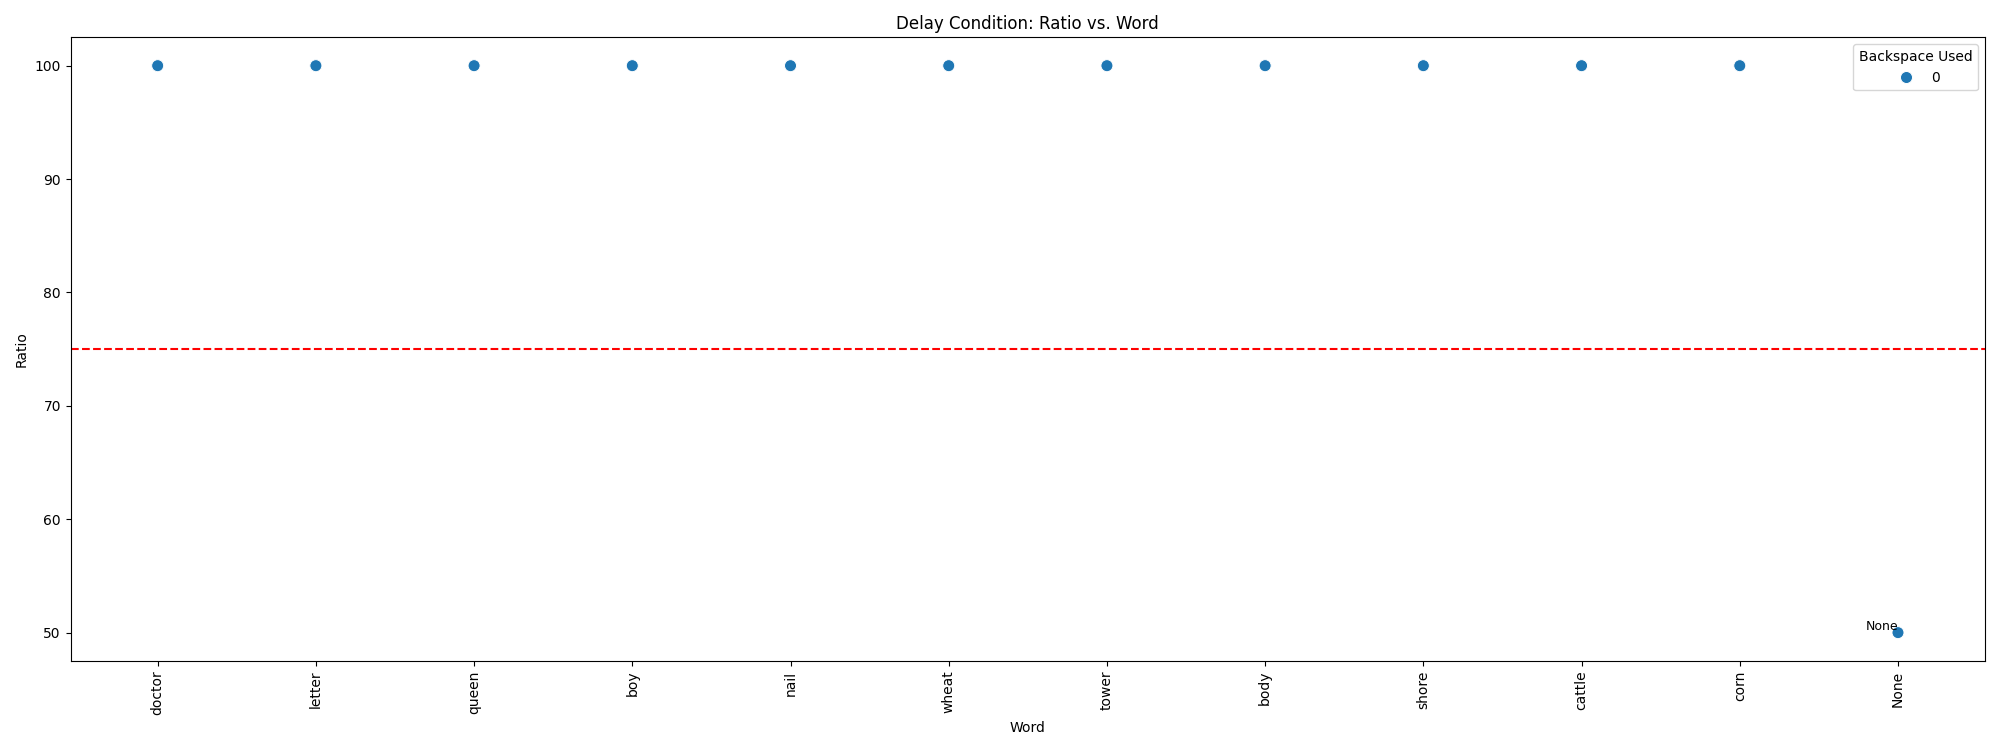 Delay Condition: Ratio vs. Word
Backspace Used
0
100
90
80
70
60
50
Ratio
None
doctor
letter
queen
boy
nail
wheat
tower
body
shore
cattle
corn
None
Word